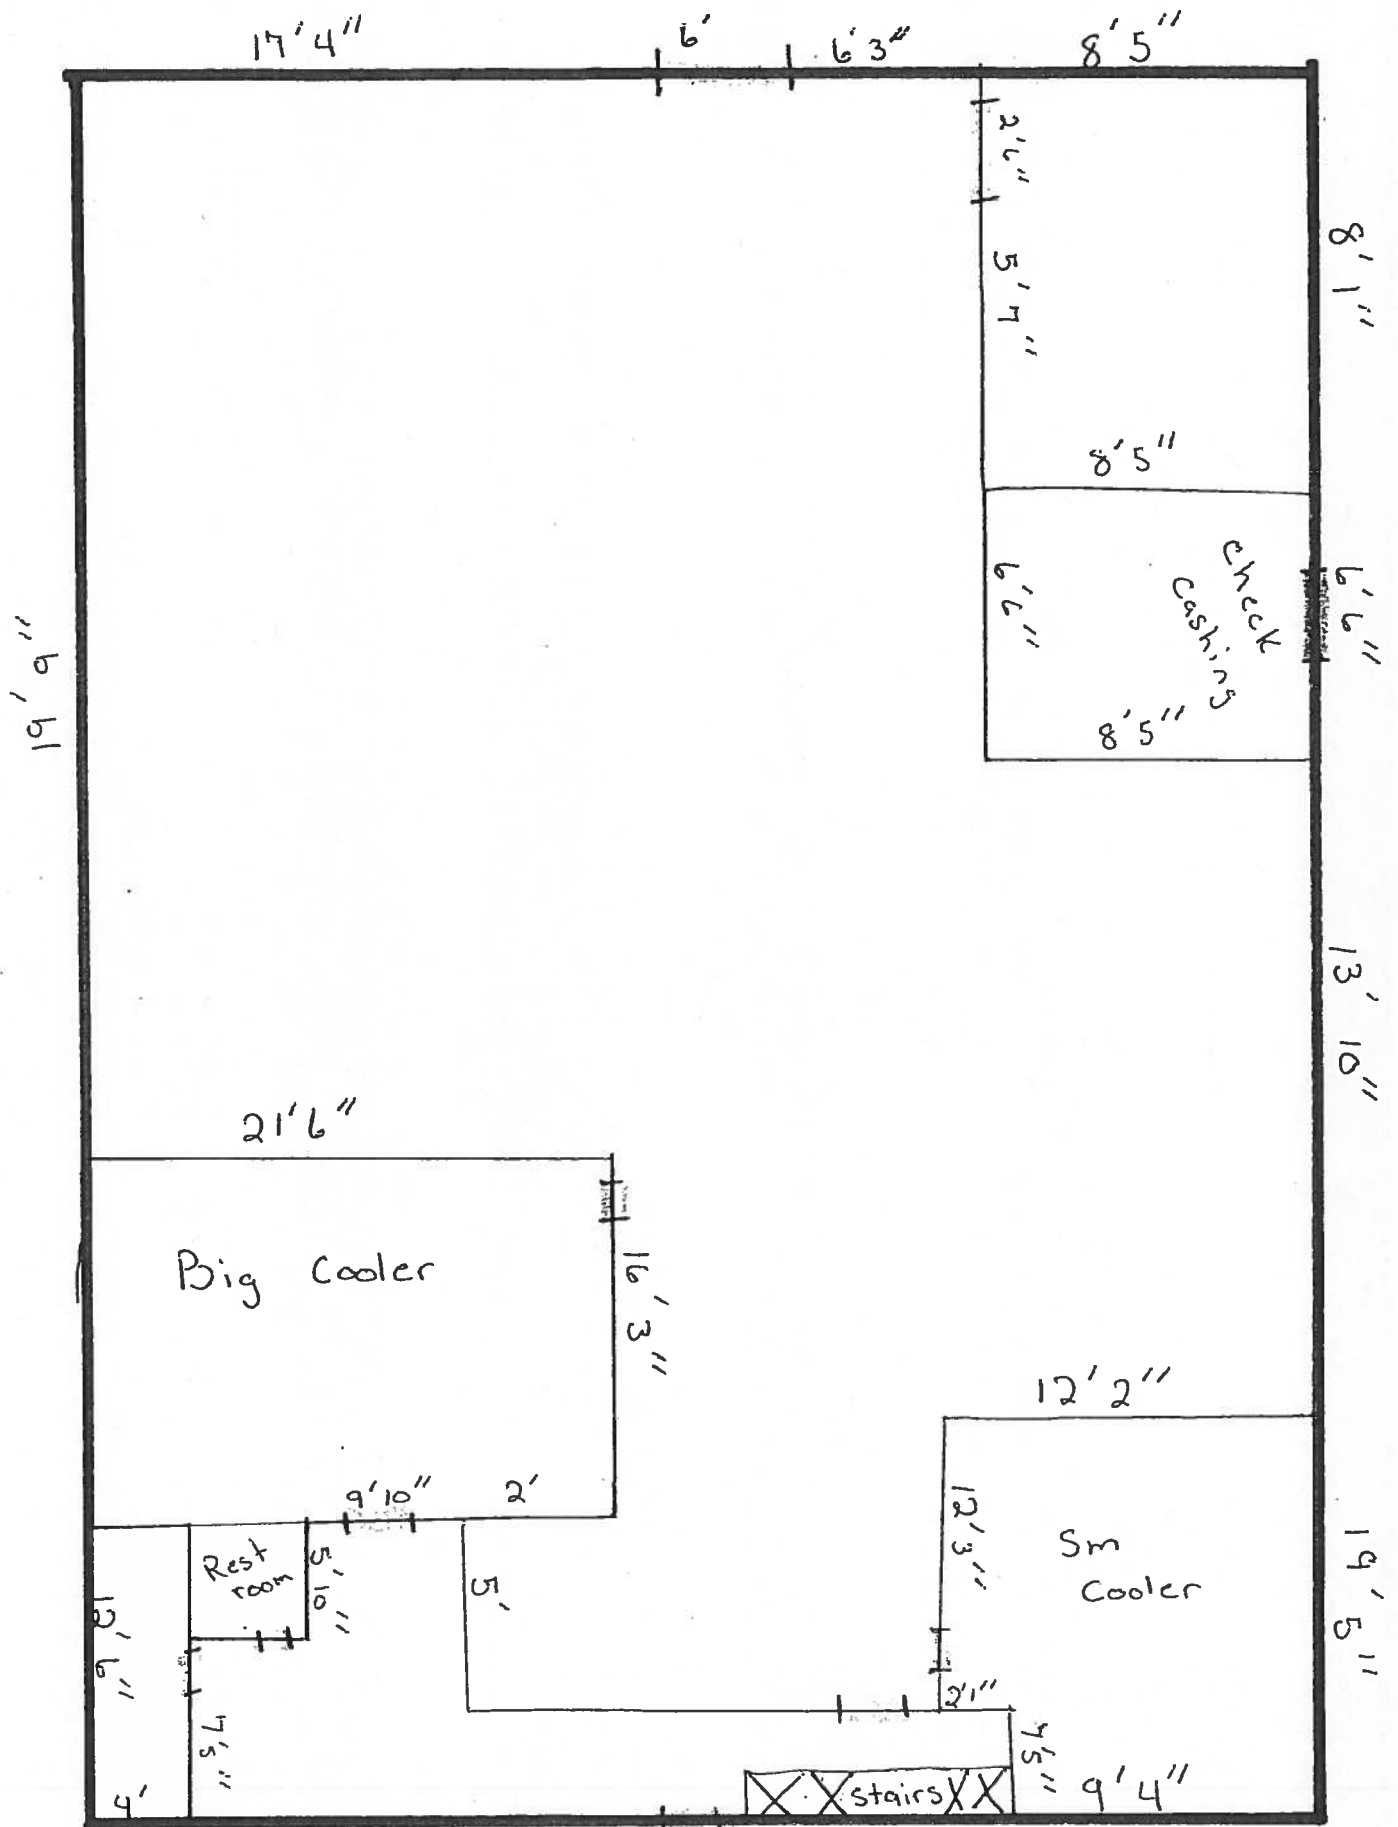 17'4" 6' 6'3" 8'5"
2'6"
5'7"
8'1"
8'5"
6'6"
Check
Cashing
6'6"
8'5"
19'9"
13' 10"
21'6"
Big Cooler
16'3"
12'2"
9'10" 2'
12'3"
Sm
Cooler
19'5"
Rest
room
5'10"
5'
12'6"
2'1"
7'5"
7'5"
4'
stairs
9'4"